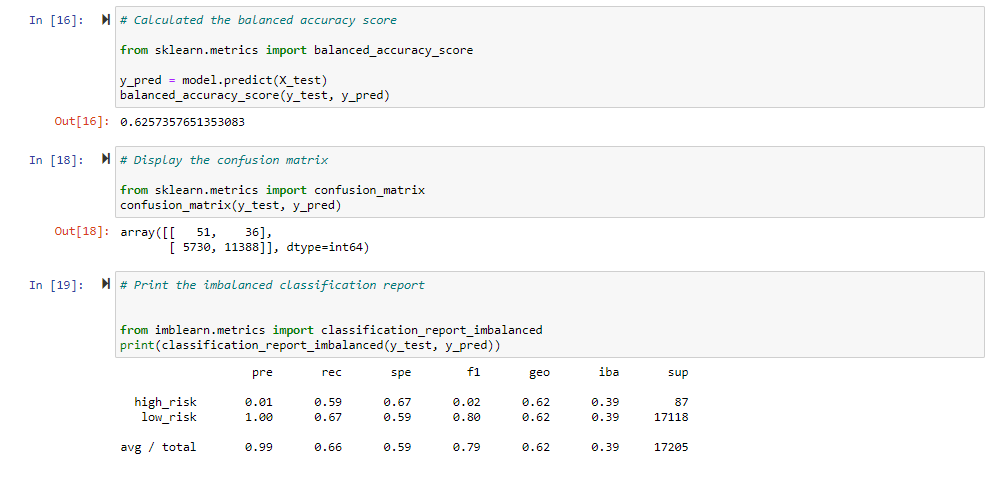 In [16]: # Calculated the balanced accuracy score
from sklearn.metrics import balanced_accuracy_score
y_pred = model.predict(X_test)
balanced_accuracy_score(y_test, y_pred)
Out[16]: 0.6257357651353083
In [18]: # Display the confusion matrix
from sklearn.metrics import confusion_matrix
confusion_matrix(y_test, y_pred)
Out[18]: array([[   51,    36],
[ 5730, 11388]], dtype=int64)
In [19]: # Print the imbalanced classification report
from imblearn.metrics import classification_report_imbalanced
print(classification_report_imbalanced(y_test, y_pred))
pre rec spe f1 geo iba sup
high_risk 0.01 0.59 0.67 0.02 0.62 0.39 87
low_risk 1.00 0.67 0.59 0.80 0.62 0.39 17118
avg / total 0.99 0.66 0.59 0.79 0.62 0.39 17205